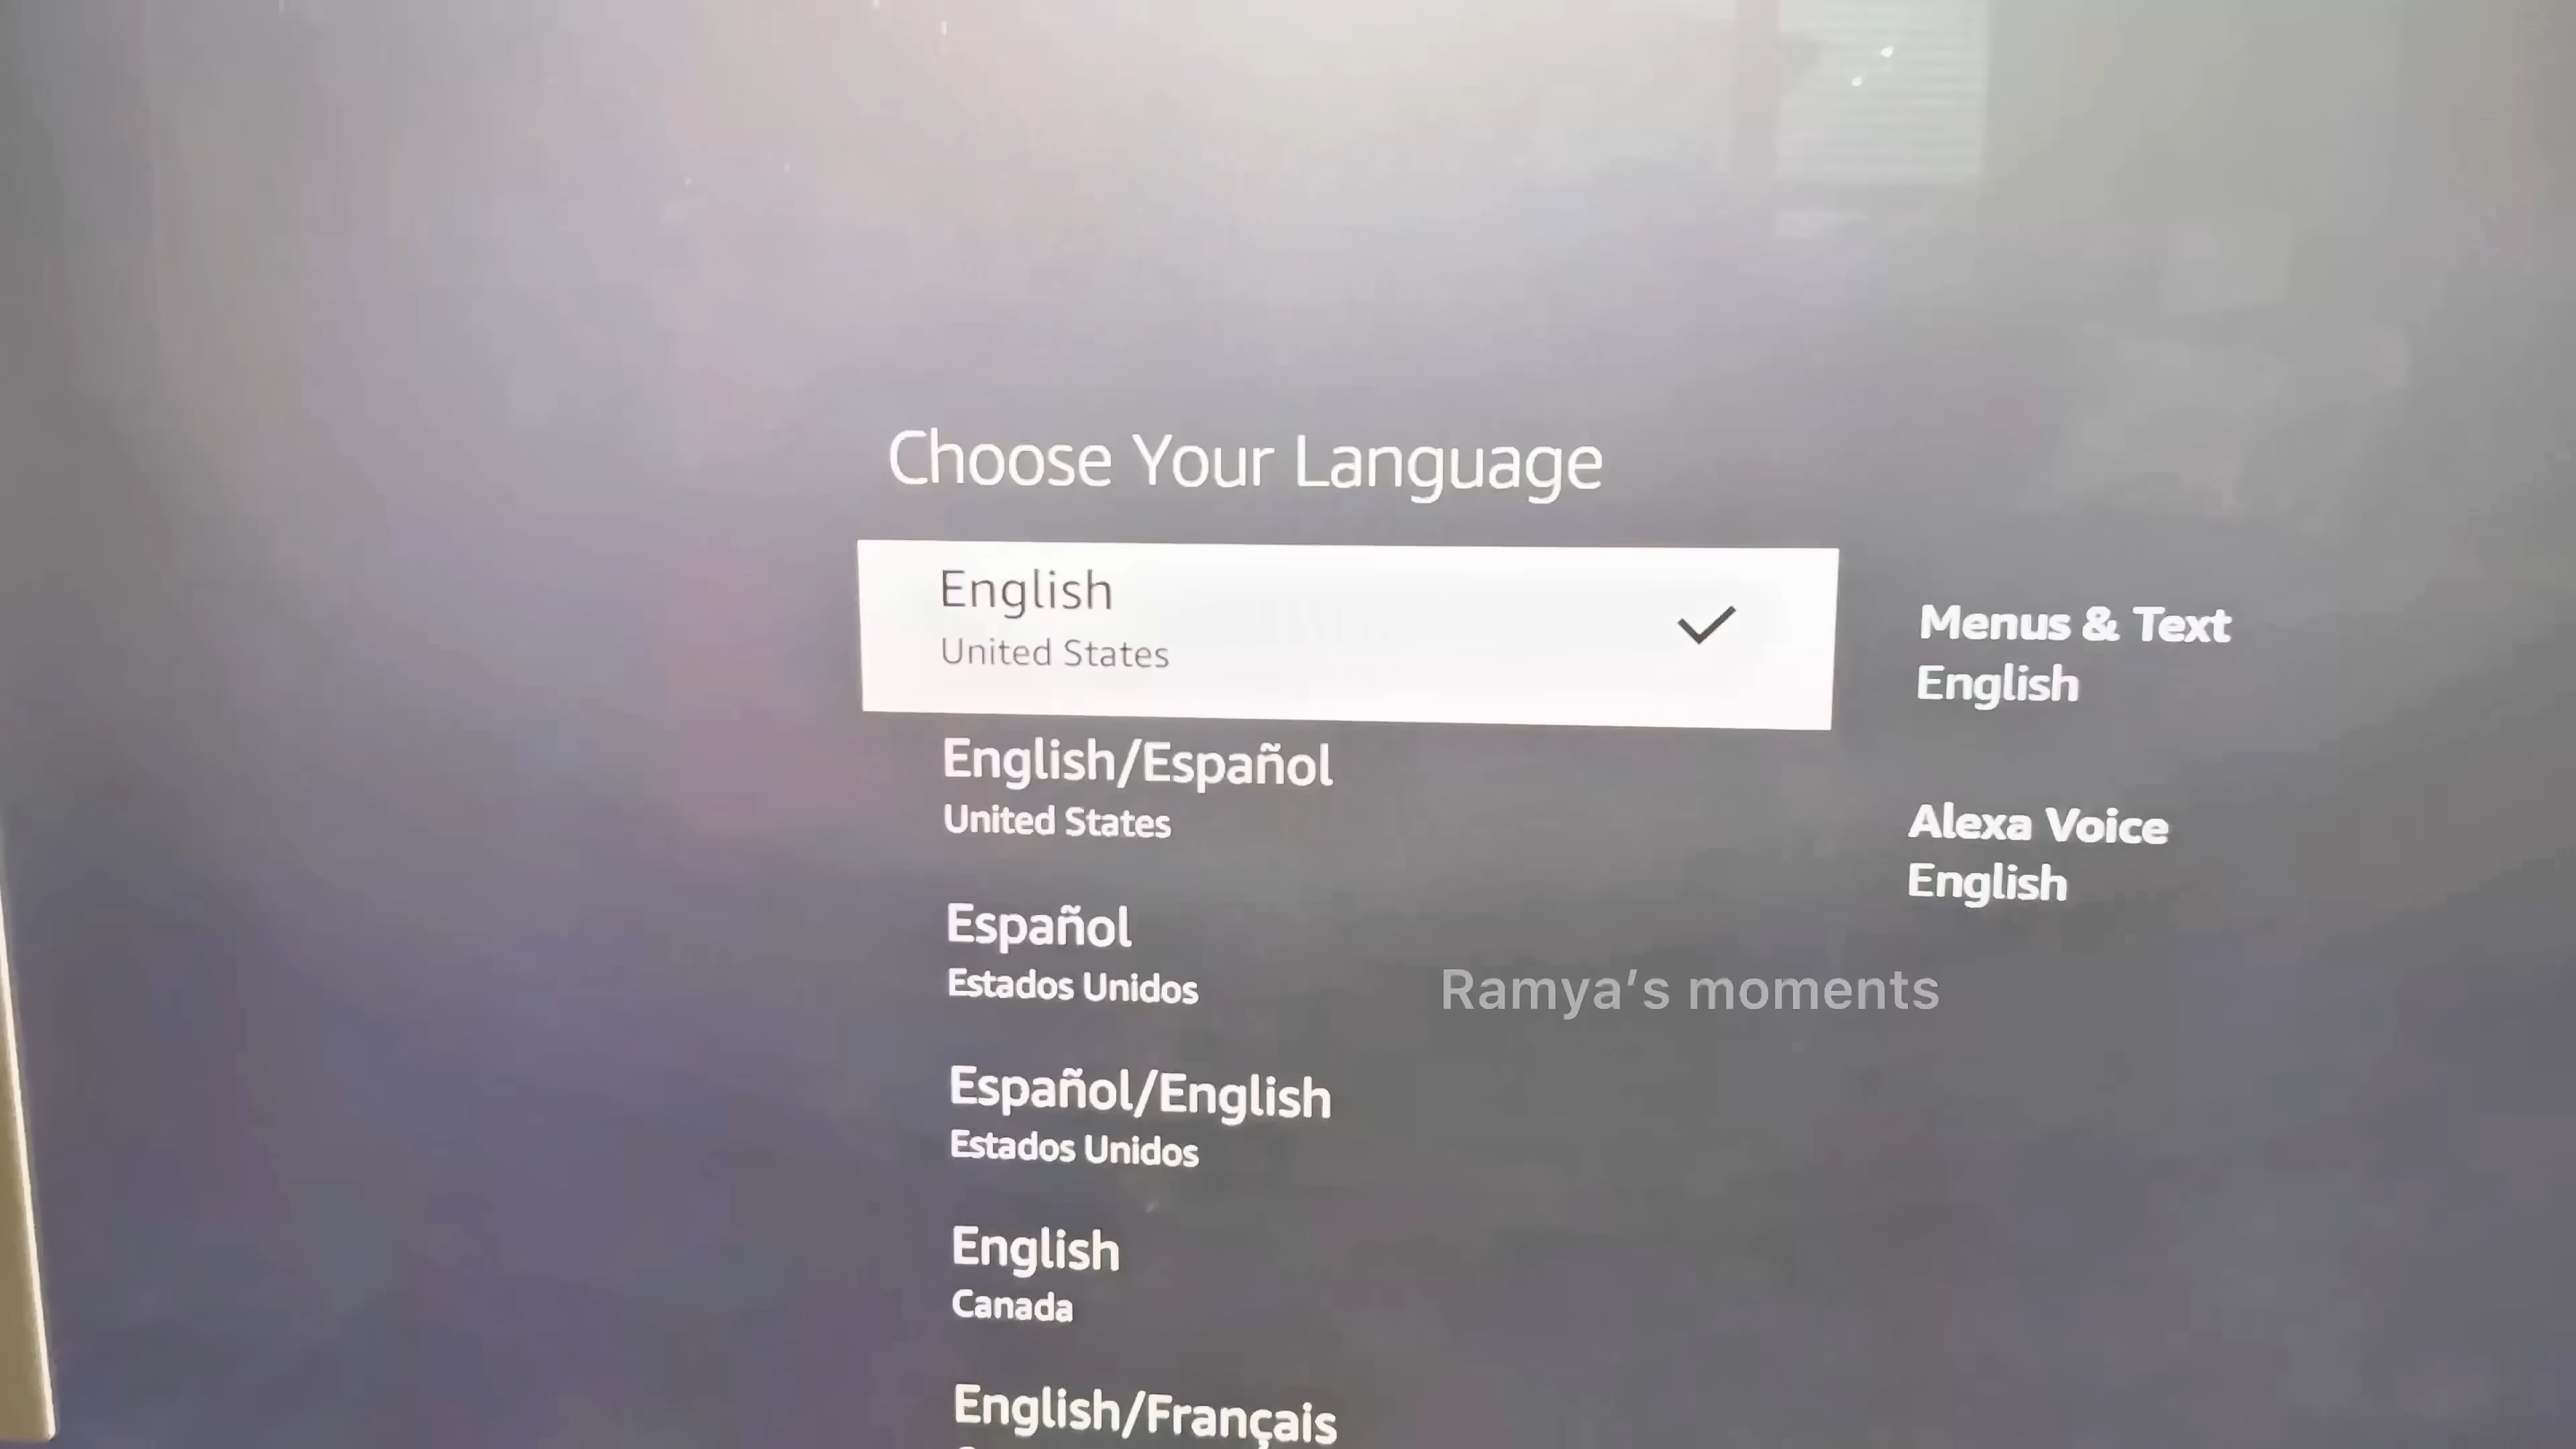 Choose Your Language
English
United States
Menus & Text
English
English/Español
United States
Alexa Voice
English
Español
Estados Unidos
Ramya’s moments
Español/English
Estados Unidos
English
Canada
English/Français